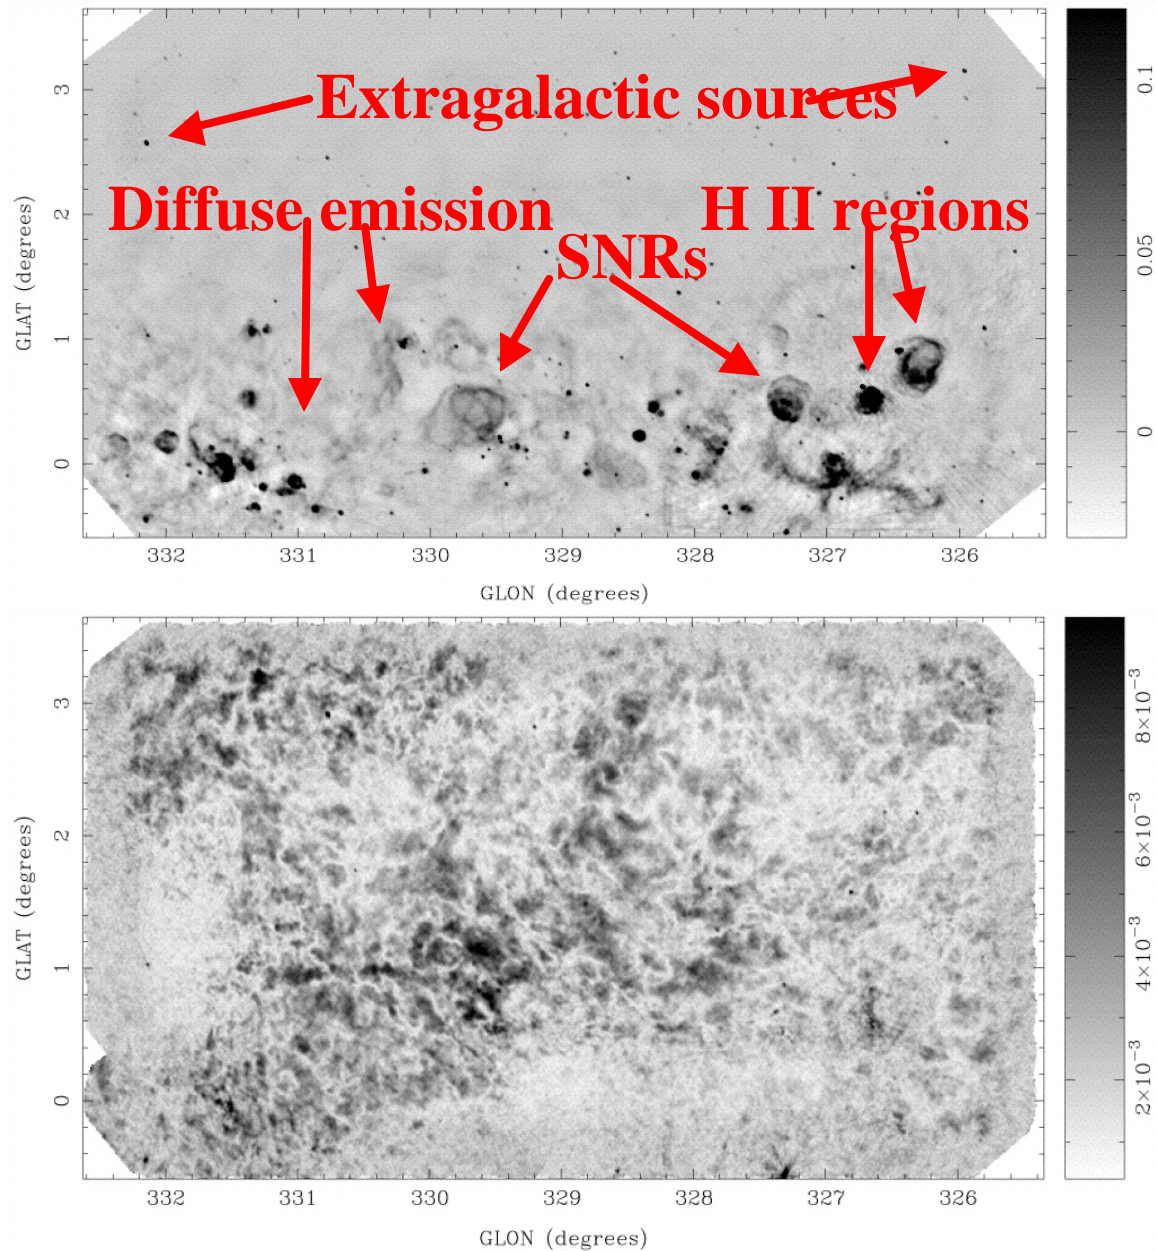 Extragalactic sources
Diffuse emission
H II regions
SNRs
3
2
1
0
GLAT (degrees)
332 331 330 329 328 327 326
GLON (degrees)
0.1
0.05
0
3
2
1
0
GLAT (degrees)
332 331 330 329 328 327 326
GLON (degrees)
8×10⁻³
6×10⁻³
4×10⁻³
2×10⁻³